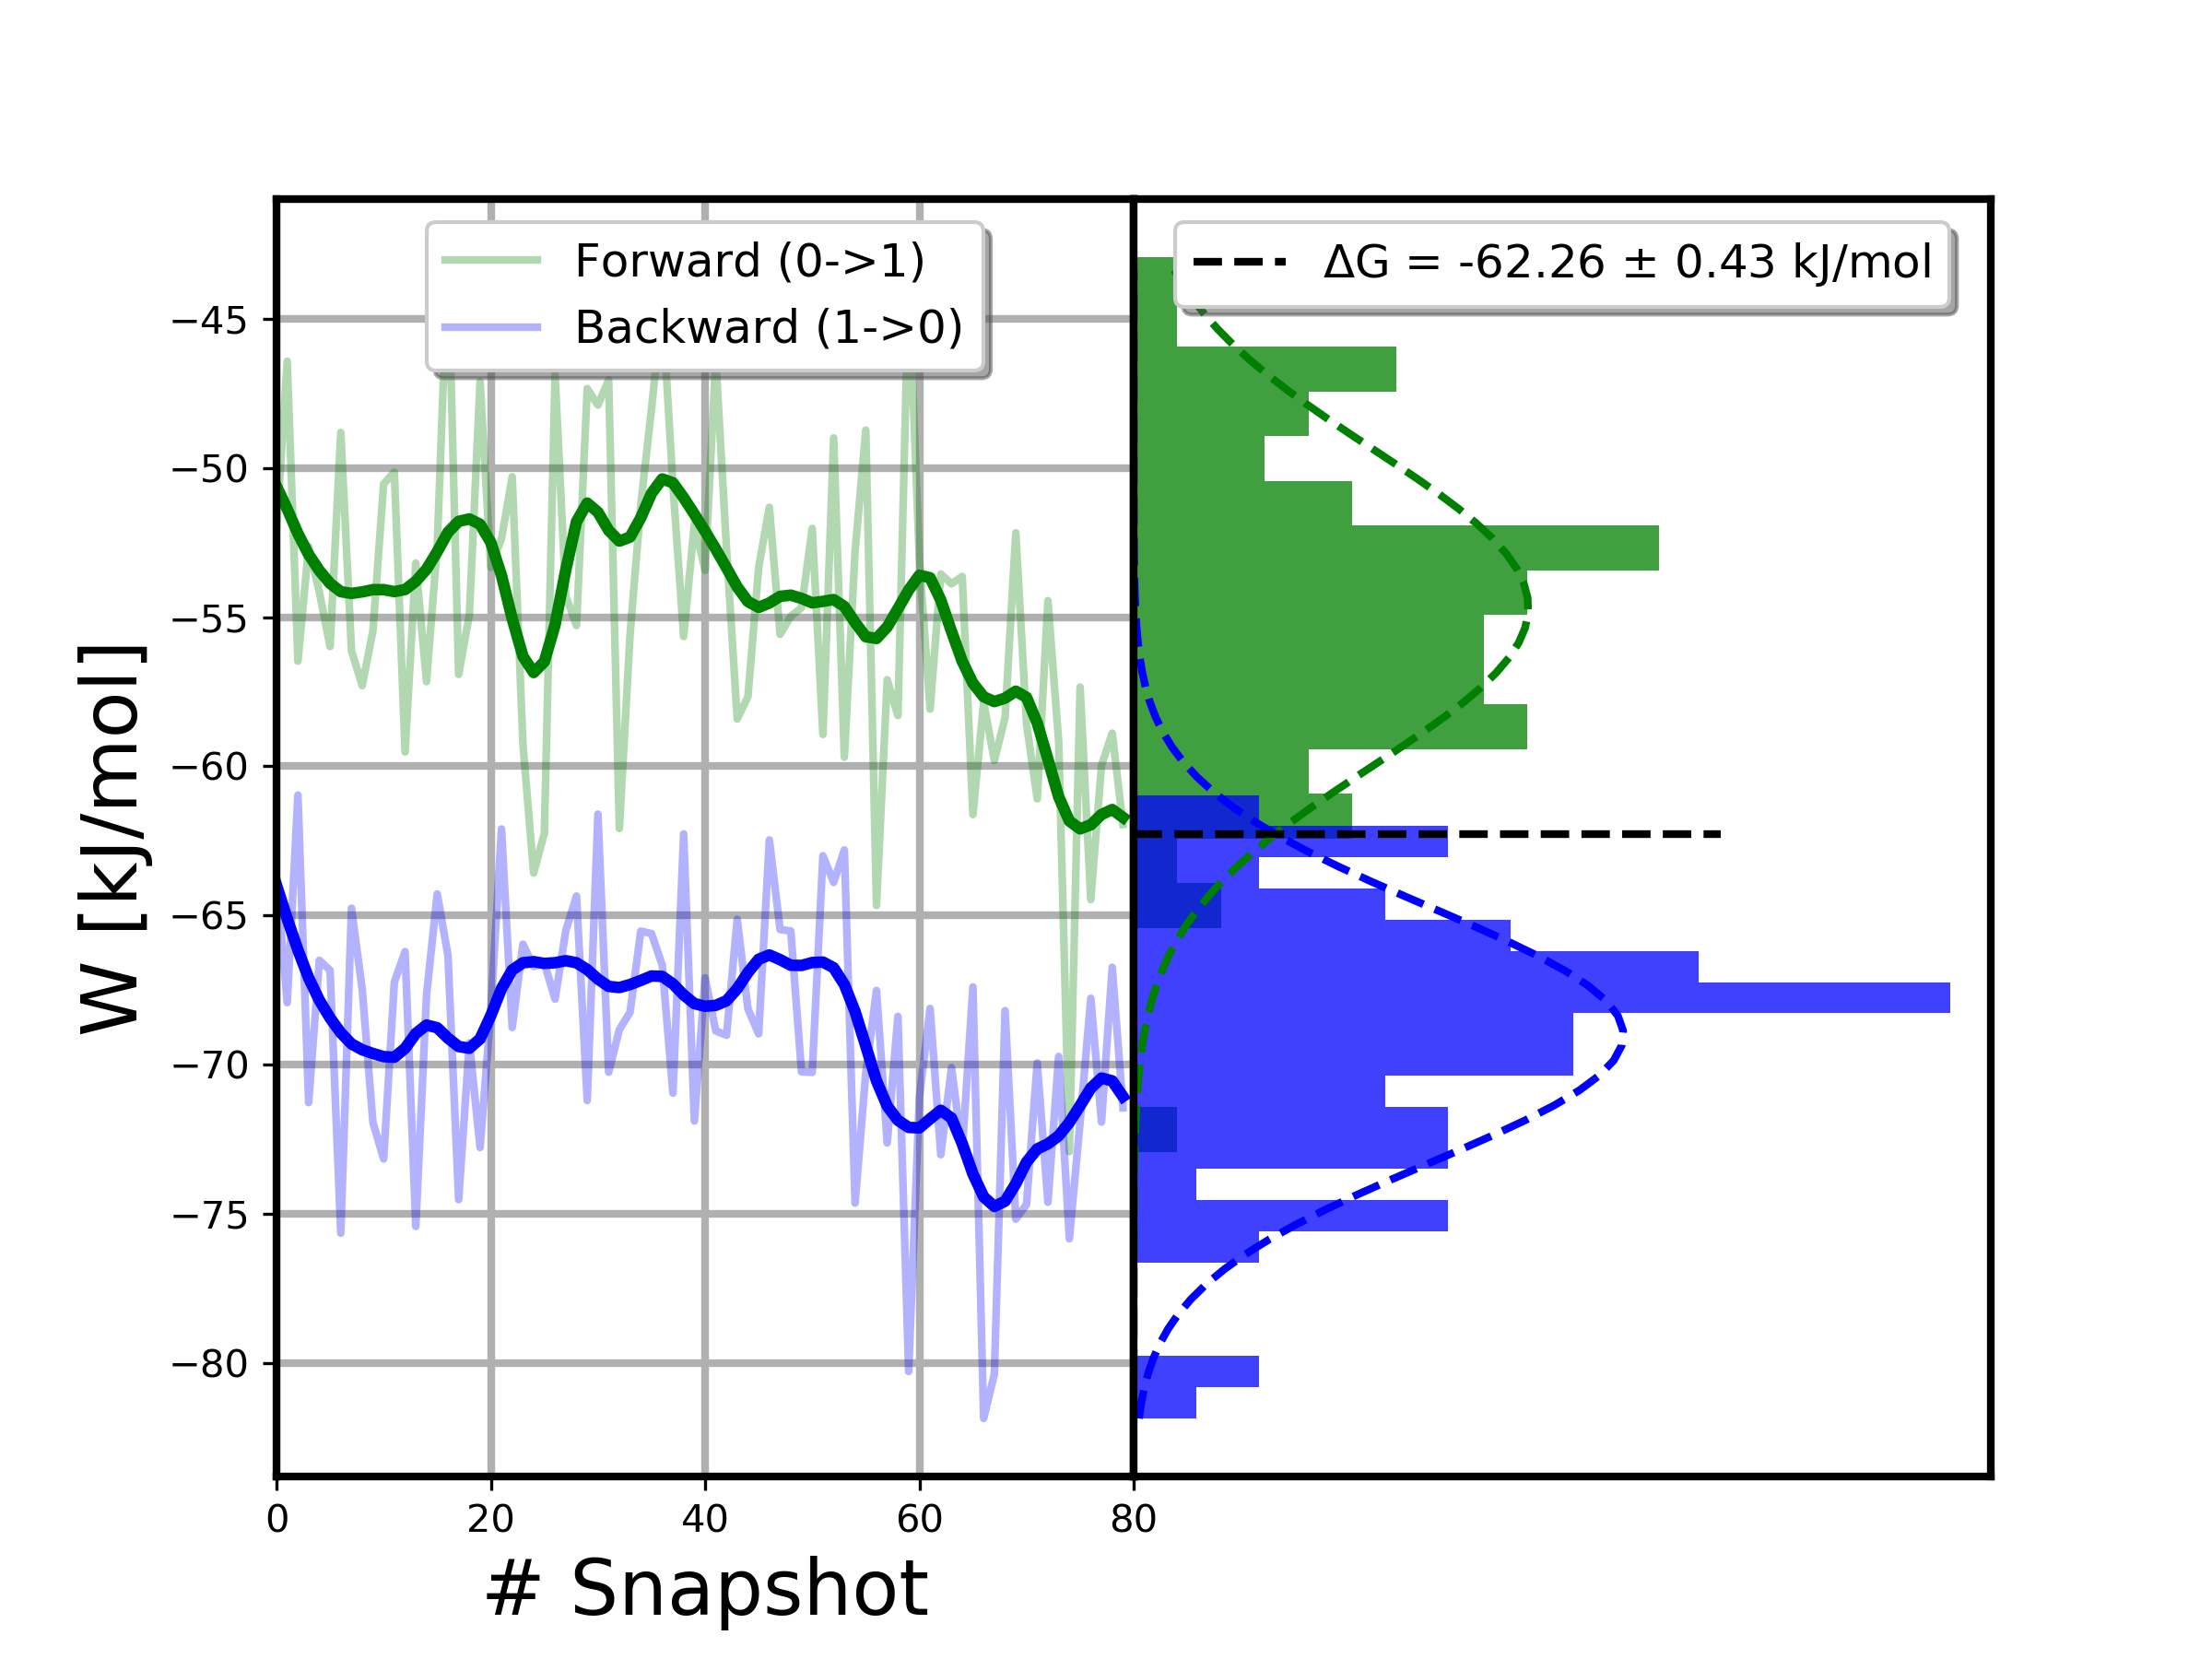 Forward (0->1)
Backward (1->0)
ΔG = -62.26 ± 0.43 kJ/mol
−45
−50
−55
−60
−65
−70
−75
−80
W [kJ/mol]
0 20 40 60 80
# Snapshot